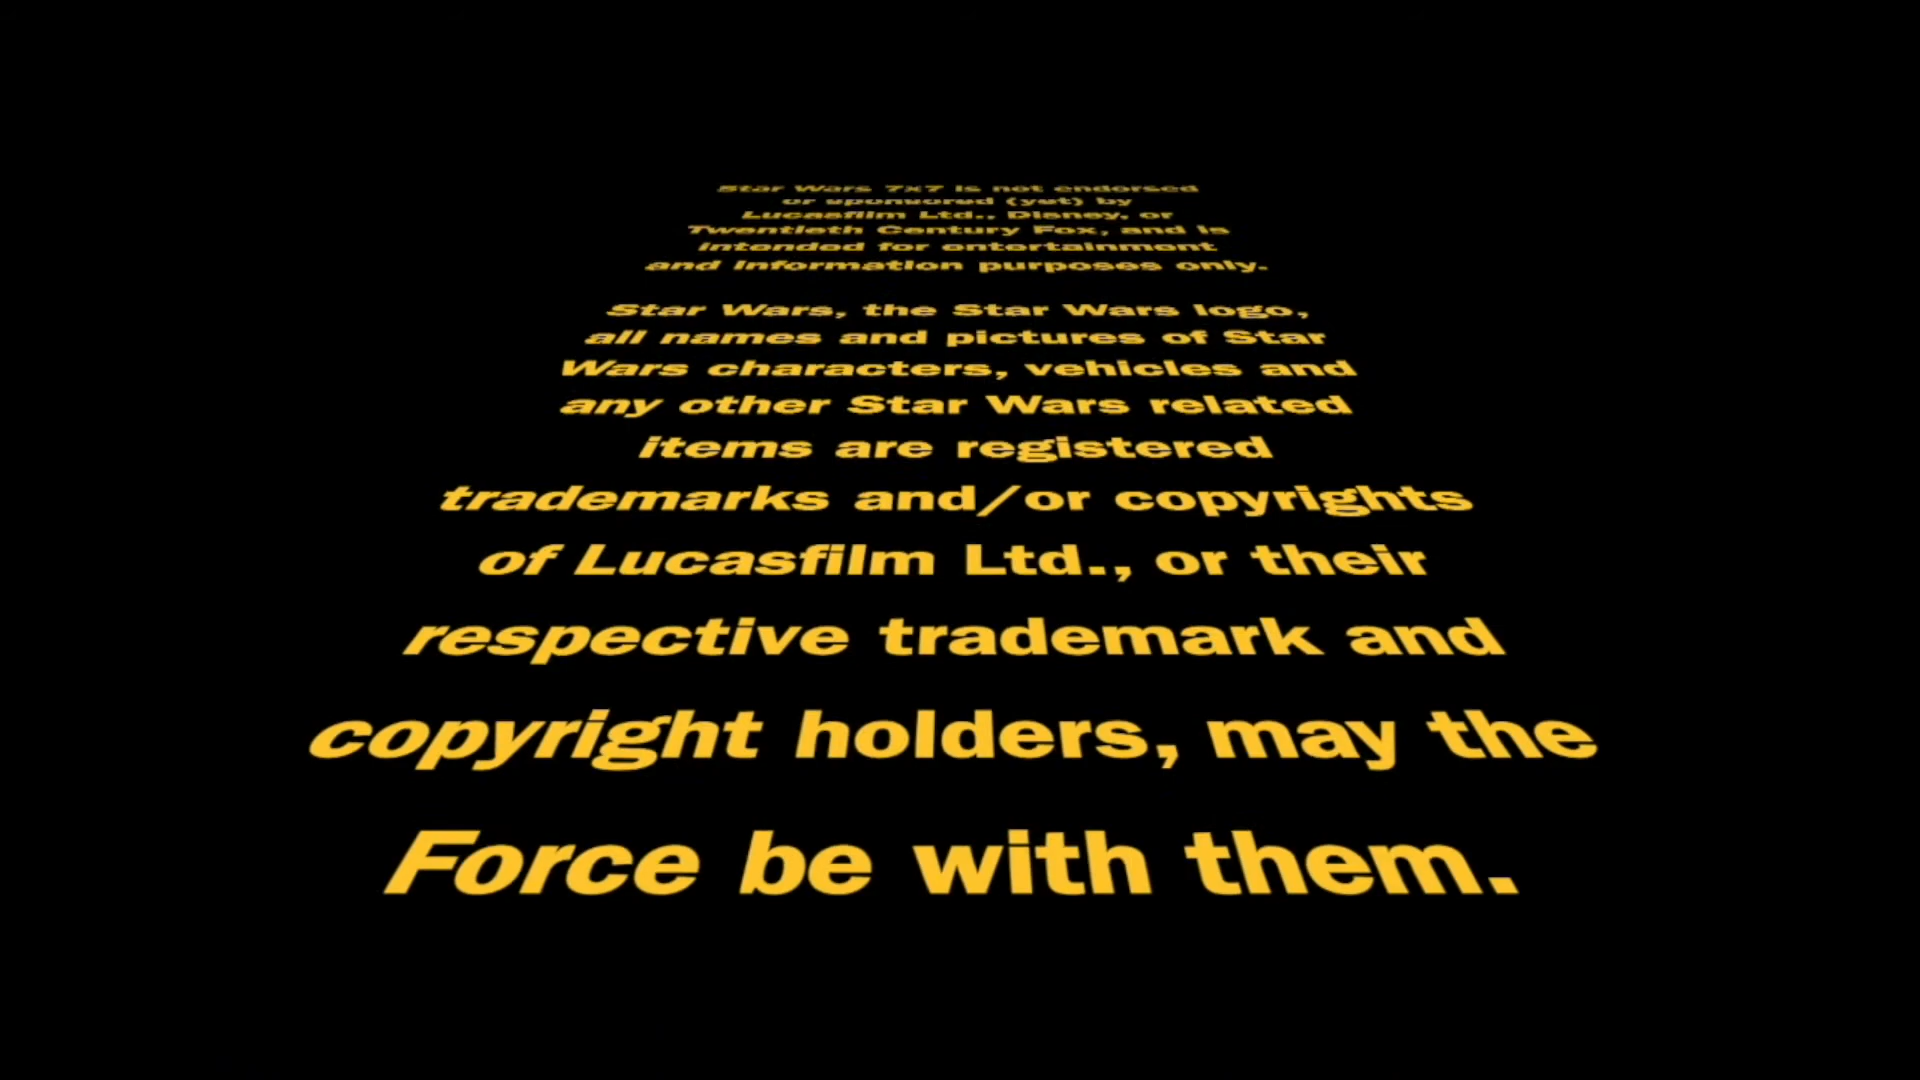 Star Wars 7x7 is not endorsed
or sponsored (yet) by
Lucasfilm Ltd., Disney, or
Twentieth Century Fox, and is
intended for entertainment
and information purposes only.
Star Wars, the Star Wars logo,
all names and pictures of Star
Wars characters, vehicles and
any other Star Wars related
items are registered
trademarks and/or copyrights
of Lucasfilm Ltd., or their
respective trademark and
copyright holders, may the
Force be with them.